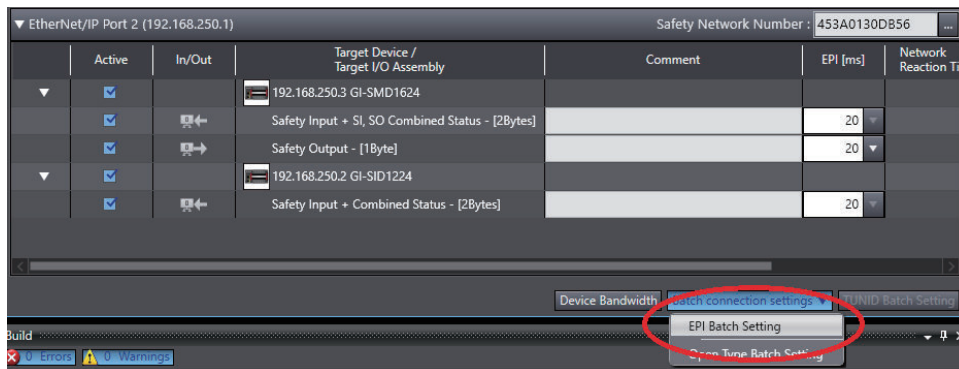 EtherNet/IP Port 2 (192.168.250.1) Safety Network Number : 453A0130DB56 ...
Active In/Out Target Device / Comment EPI [ms] Network
Target I/O Assembly Reaction Ti
192.168.250.3 GI-SMD1624
Safety Input + SI, SO Combined Status - [2Bytes] 20
Safety Output - [1Byte] 20
192.168.250.2 GI-SID1224
Safety Input + Combined Status - [2Bytes] 20
Device Bandwidth Batch connection settings TUNID Batch Setting
EPI Batch Setting
Open Type Batch Setting
Build
0 Errors 0 Warnings